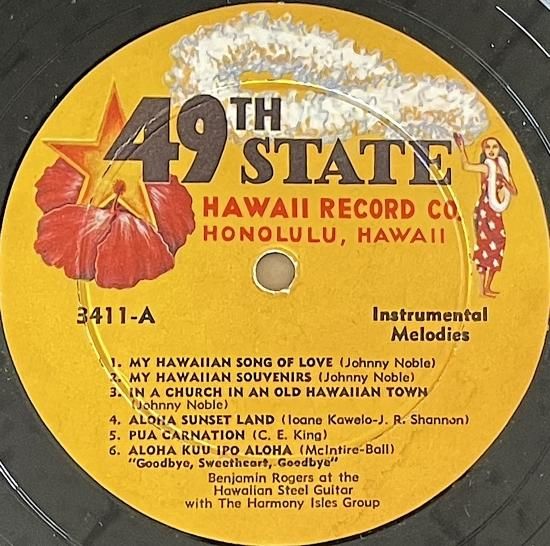 49TH
STATE
HAWAII RECORD CO.
HONOLULU, HAWAII
3411-A
Instrumental
Melodies
1. MY HAWAIIAN SONG OF LOVE (Johnny Noble)
2. MY HAWAIIAN SOUVENIRS (Johnny Noble)
3. IN A CHURCH IN AN OLD HAWAIIAN TOWN
(Johnny Noble)
4. ALOHA SUNSET LAND (Ioane Kawelo-J. R. Shannon)
5. PUA CARNATION (C. E. King)
6. ALOHA KUU IPO ALOHA (McIntire-Ball)
"Goodbye, Sweetheart, Goodbye"
Benjamin Rogers at the
Hawaiian Steel Guitar
with The Harmony Isles Group